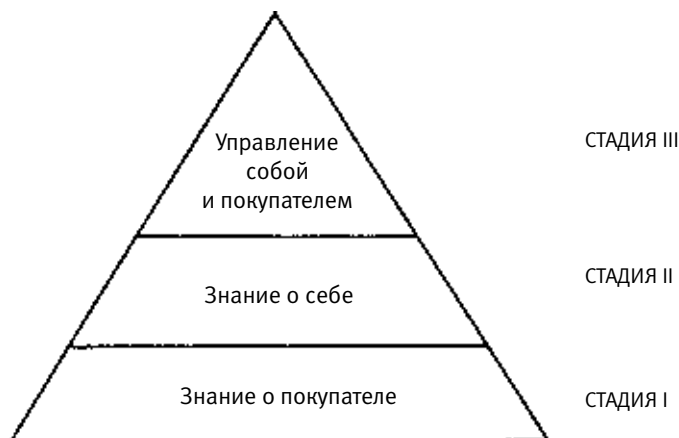 Управление
собой
и покупателем
СТАДИЯ III
Знание о себе
СТАДИЯ II
Знание о покупателе
СТАДИЯ I